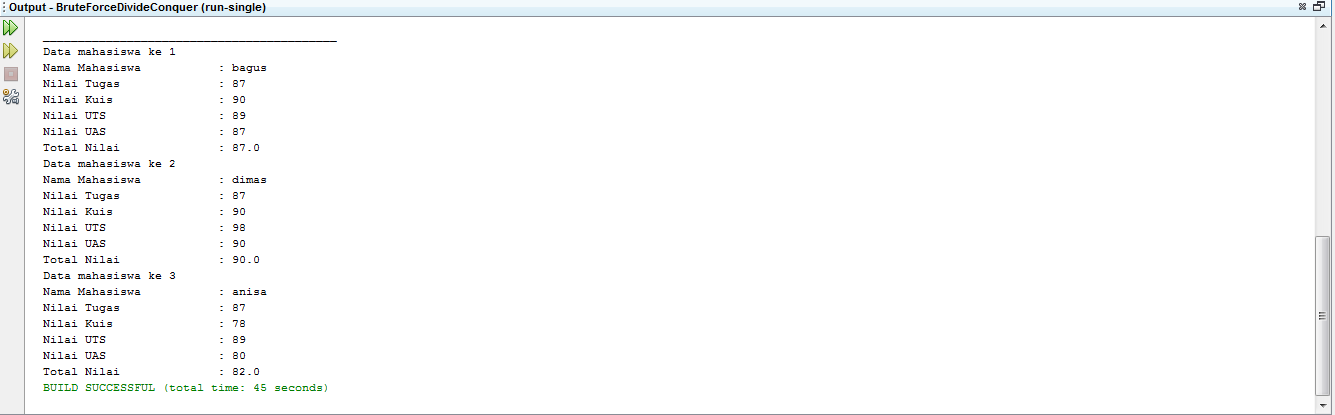 Output - BruteForceDivideConquer (run-single)
__________________________________________
Data mahasiswa ke 1
Nama Mahasiswa : bagus
Nilai Tugas : 87
Nilai Kuis : 90
Nilai UTS : 89
Nilai UAS : 87
Total Nilai : 87.0
Data mahasiswa ke 2
Nama Mahasiswa : dimas
Nilai Tugas : 87
Nilai Kuis : 90
Nilai UTS : 98
Nilai UAS : 90
Total Nilai : 90.0
Data mahasiswa ke 3
Nama Mahasiswa : anisa
Nilai Tugas : 87
Nilai Kuis : 78
Nilai UTS : 89
Nilai UAS : 80
Total Nilai : 82.0
BUILD SUCCESSFUL (total time: 45 seconds)